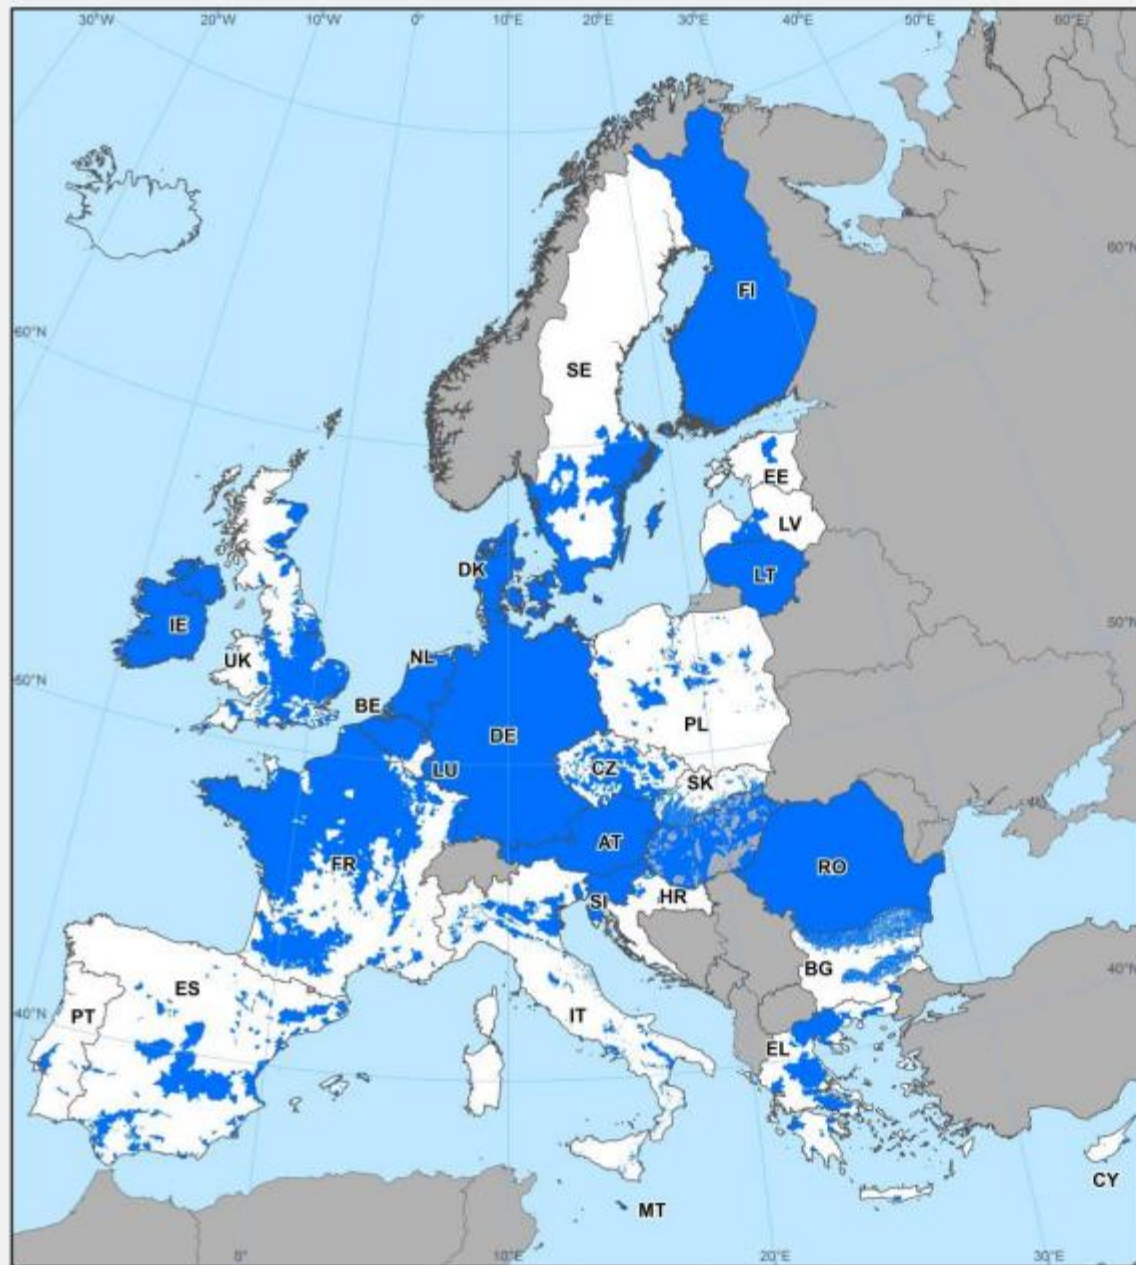 30°W 20°W 10°W 0° 10°E 20°E 30°E 40°E 50°E 60°E
60°N
60°N
FI
SE
EE
LV
DK
LT
IE
50°N
UK
NL
50°N
BE
PL
DE
LU
CZ
SK
AT
FR
RO
SI
HR
BG
40°N
ES
PT
IT
40°N
EL
CY
MT
0° 10°E 20°E 30°E